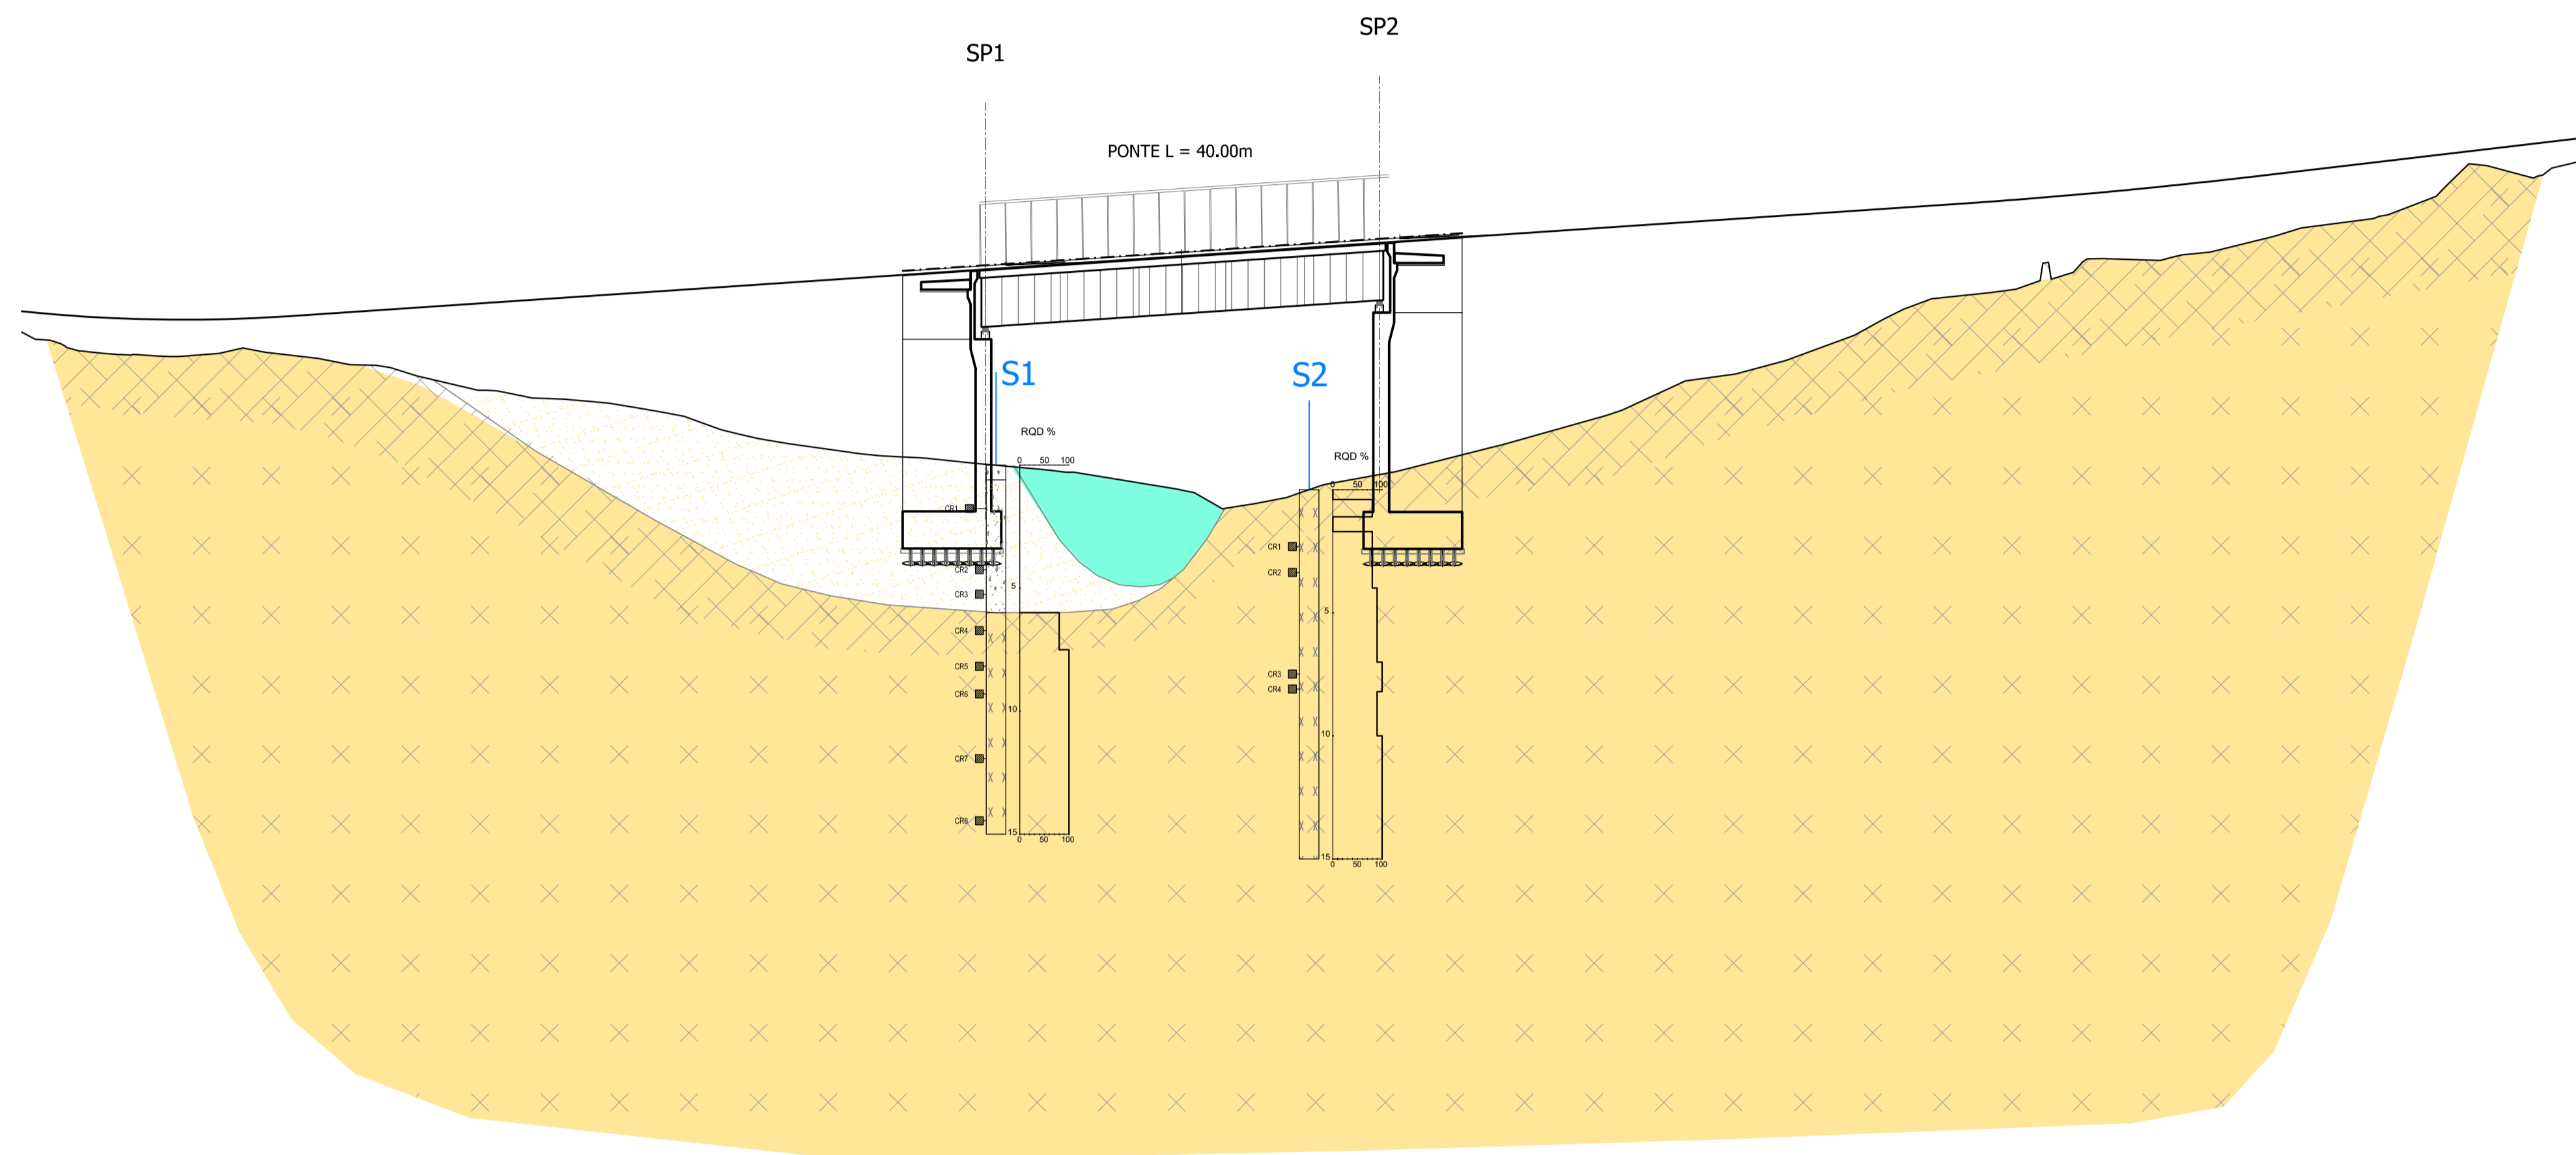 SP2
SP1
PONTE L = 40.00m
S1
S2
RQD %
0 50 100
RQD %
0 50 100
CR1
CR2
CR3
CR4
CR5
CR6
CR7
CR8
5
10
15
0 50 100
CR1
CR2
CR3
CR4
5
10
15
0 50 100